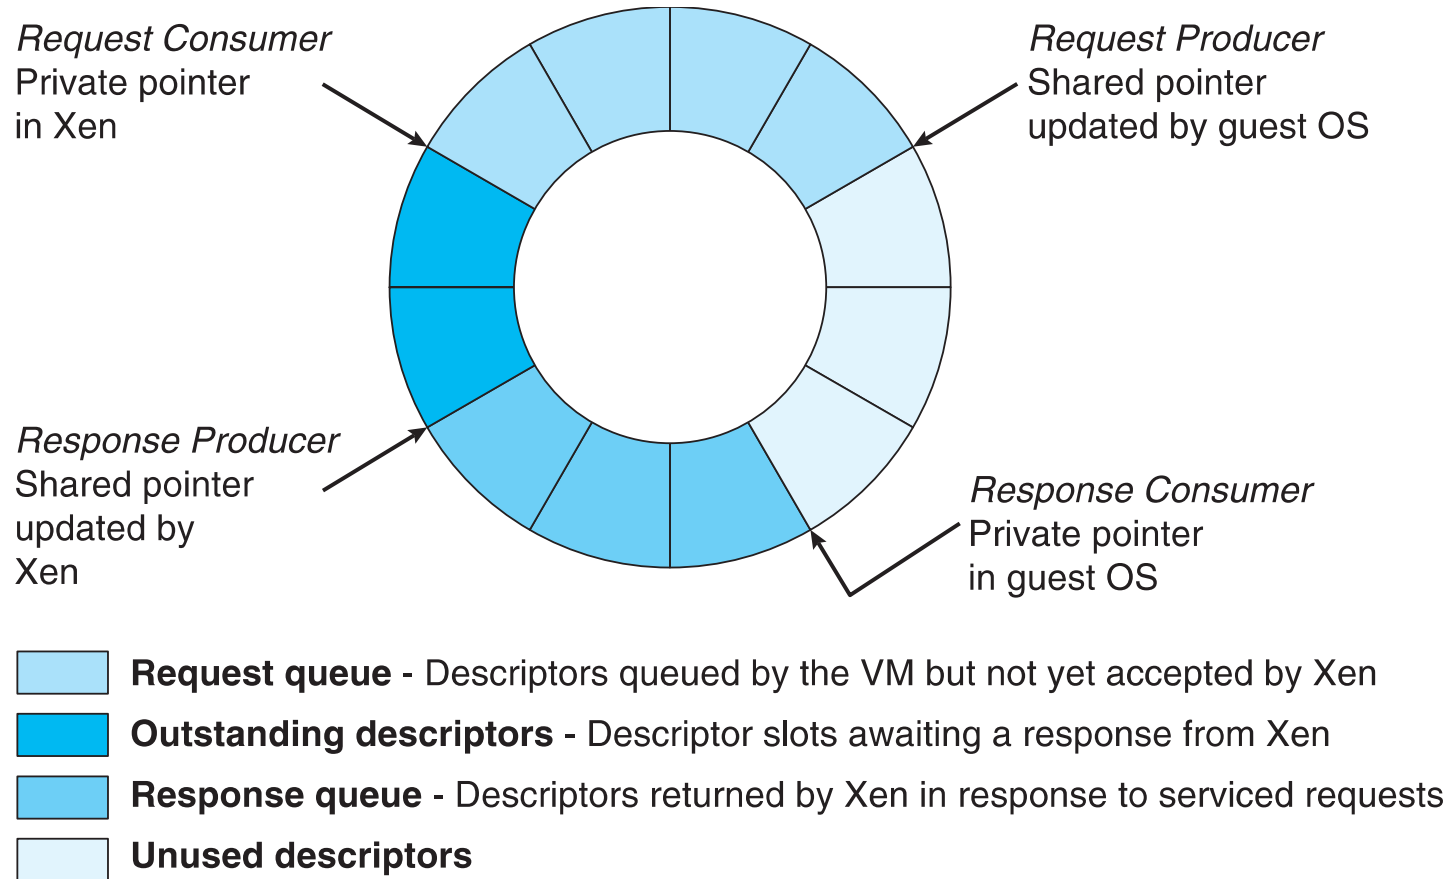 Request Consumer
Private pointer
in Xen
Request Producer
Shared pointer
updated by guest OS
Response Producer
Shared pointer
updated by
Xen
Response Consumer
Private pointer
in guest OS
Request queue - Descriptors queued by the VM but not yet accepted by Xen
Outstanding descriptors - Descriptor slots awaiting a response from Xen
Response queue - Descriptors returned by Xen in response to serviced requests
Unused descriptors